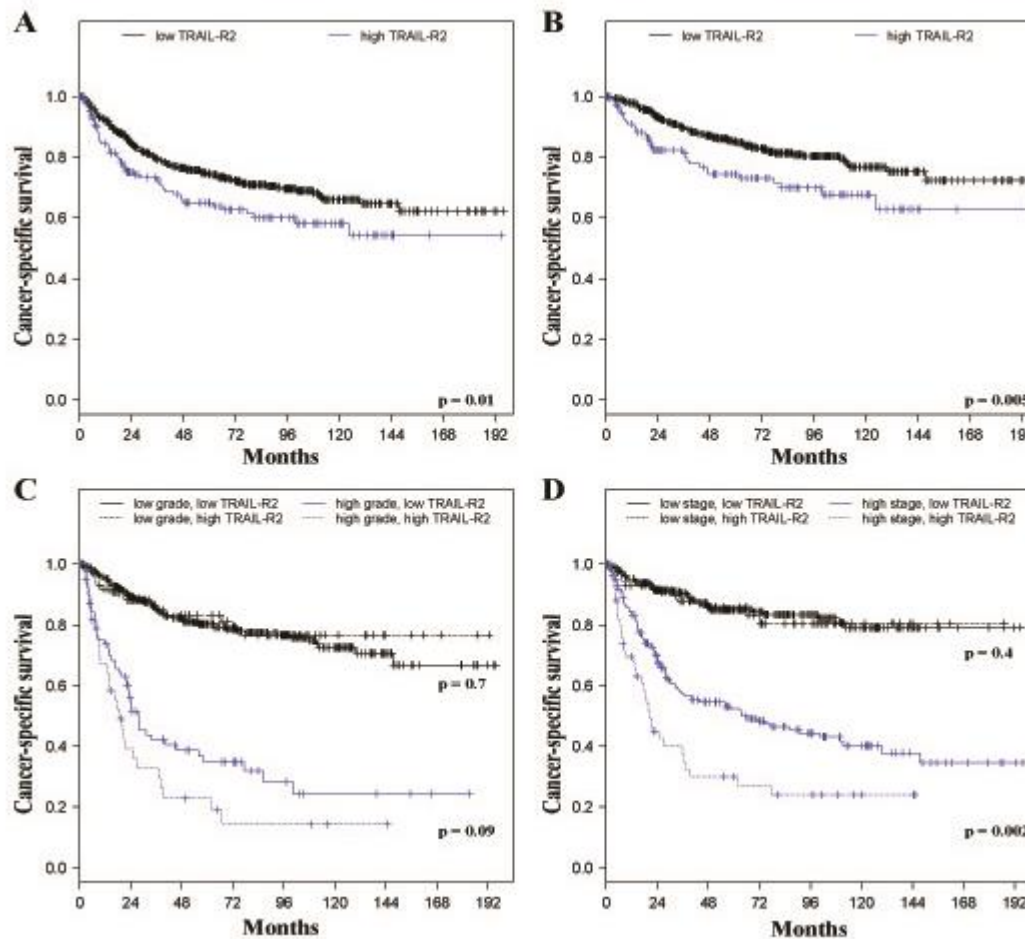 A
low TRAIL-R2 high TRAIL-R2
Cancer-specific survival
1.0
0.8
0.6
0.4
0.2
0.0
p = 0.01
0 24 48 72 96 120 144 168 192
Months
B
low TRAIL-R2 high TRAIL-R2
Cancer-specific survival
1.0
0.8
0.6
0.4
0.2
0.0
p = 0.005
0 24 48 72 96 120 144 168 192
Months
C
low grade, low TRAIL-R2 high grade, low TRAIL-R2
low grade, high TRAIL-R2 high grade, high TRAIL-R2
Cancer-specific survival
1.0
0.8
0.6
0.4
0.2
0.0
p = 0.7
p = 0.09
0 24 48 72 96 120 144 168 192
Months
D
low stage, low TRAIL-R2 high stage, low TRAIL-R2
low stage, high TRAIL-R2 high stage, high TRAIL-R2
Cancer-specific survival
1.0
0.8
0.6
0.4
0.2
0.0
p = 0.4
p = 0.002
0 24 48 72 96 120 144 168 192
Months